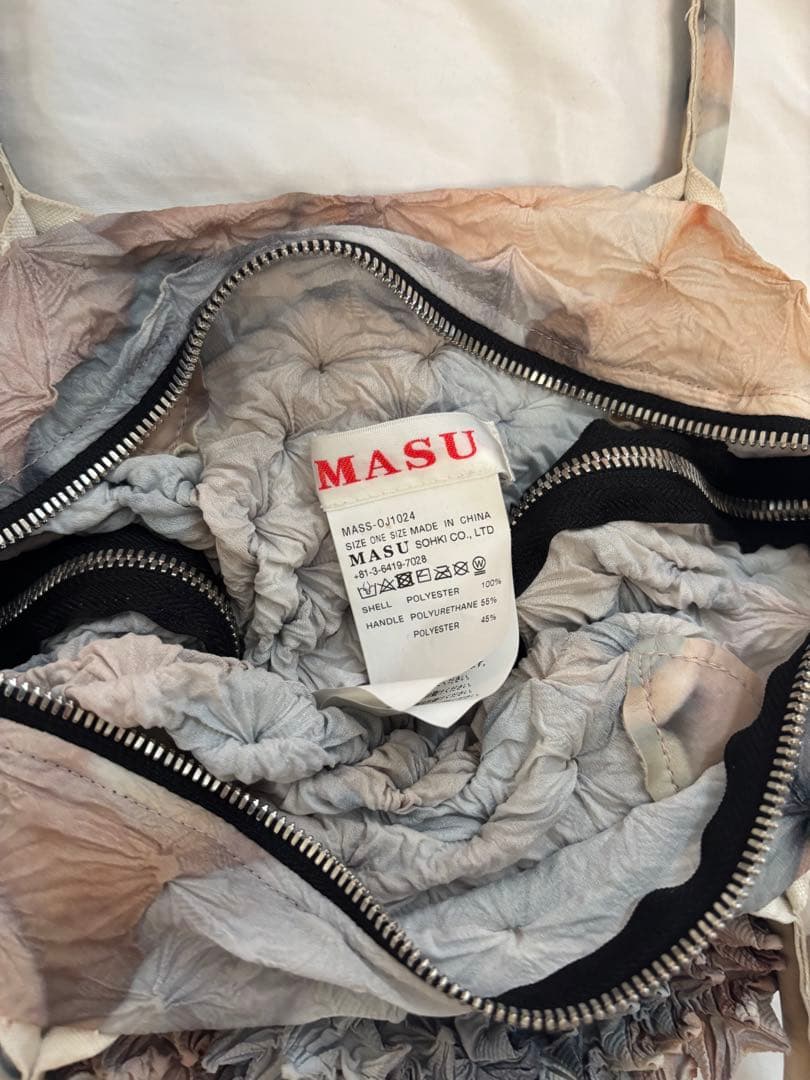 MASU
MASS-OJ1024
SIZE ONE SIZE MADE IN CHINA
MASU SOHKI CO., LTD
+81-3-6419-7028
SHELL POLYESTER 100%
HANDLE POLYURETHANE 55%
POLYESTER 45%